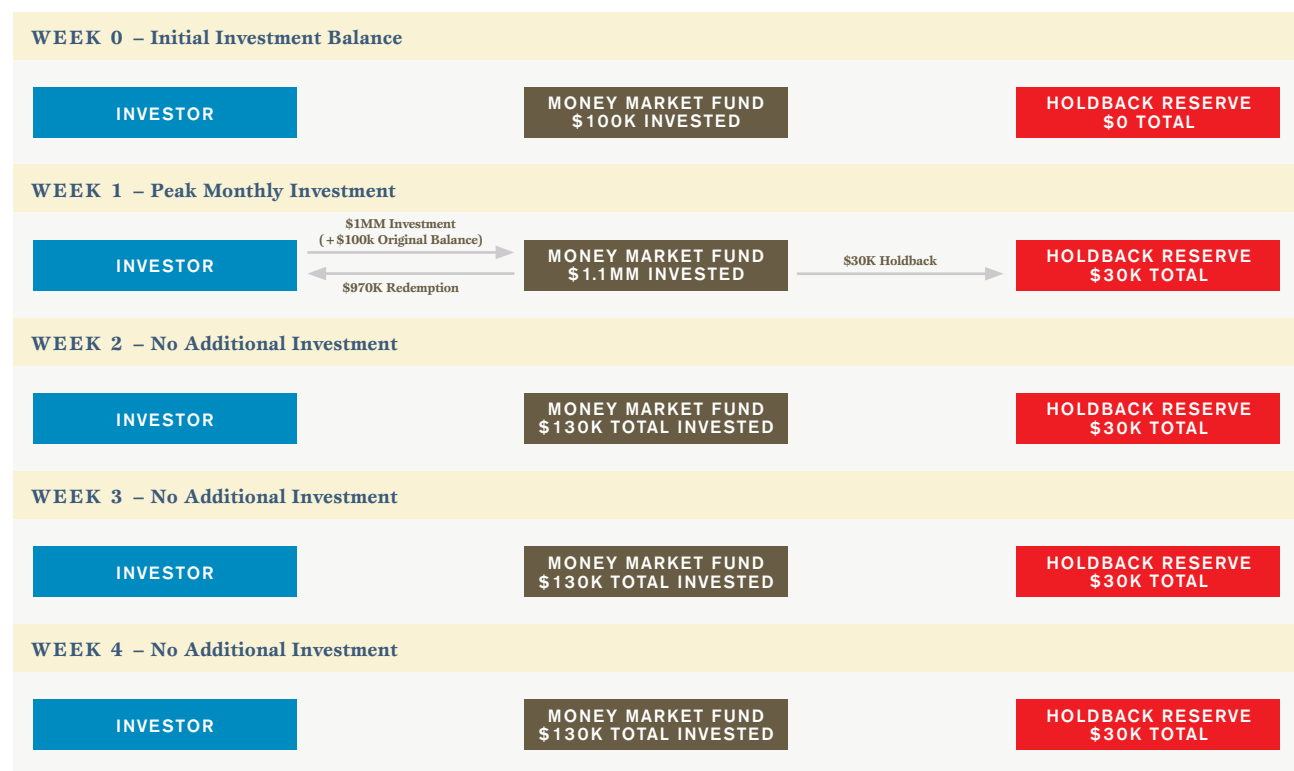 WEEK 0 – Initial Investment Balance
INVESTOR
MONEY MARKET FUND
$100K INVESTED
HOLDBACK RESERVE
$0 TOTAL
WEEK 1 – Peak Monthly Investment
INVESTOR
$1MM Investment
(+$100k Original Balance)
$970K Redemption
MONEY MARKET FUND
$1.1MM INVESTED
$30K Holdback
HOLDBACK RESERVE
$30K TOTAL
WEEK 2 – No Additional Investment
INVESTOR
MONEY MARKET FUND
$130K TOTAL INVESTED
HOLDBACK RESERVE
$30K TOTAL
WEEK 3 – No Additional Investment
INVESTOR
MONEY MARKET FUND
$130K TOTAL INVESTED
HOLDBACK RESERVE
$30K TOTAL
WEEK 4 – No Additional Investment
INVESTOR
MONEY MARKET FUND
$130K TOTAL INVESTED
HOLDBACK RESERVE
$30K TOTAL